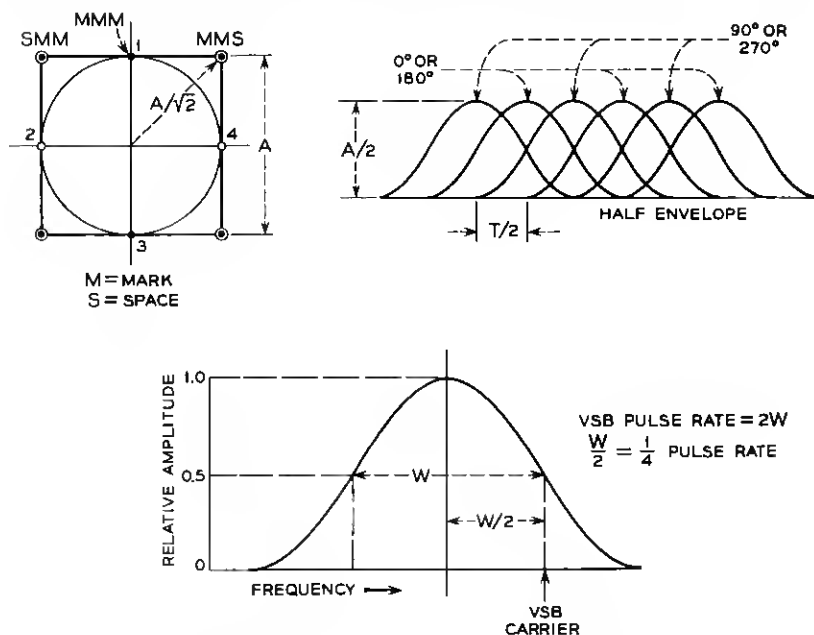 MMM
SMM
1
MMS
A/√2
2
4
A
3
M = MARK
S = SPACE
90° OR
270°
0° OR
180°
A/2
HALF ENVELOPE
T/2
RELATIVE AMPLITUDE
1.0
0.5
0
W
W/2
FREQUENCY
VSB
CARRIER
VSB PULSE RATE = 2W
W/2 = 1/4 PULSE RATE